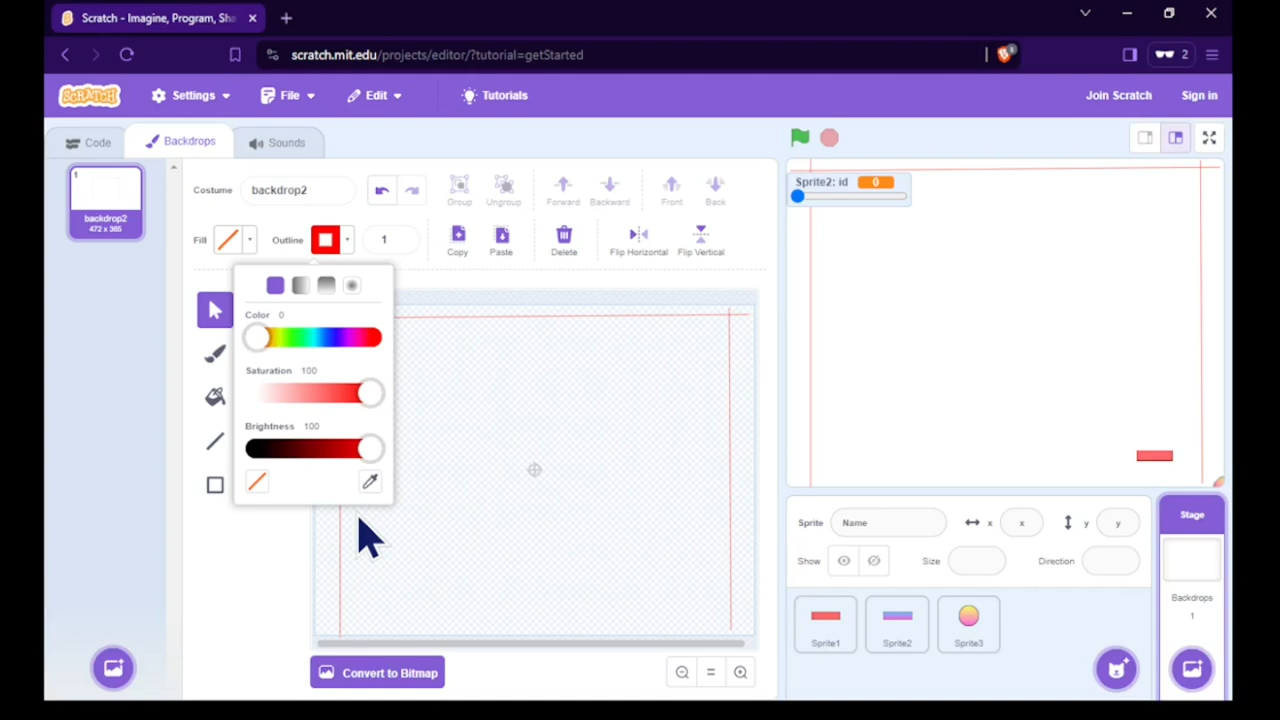 Scratch - Imagine, Program, Sh
scratch.mit.edu/projects/editor/?tutorial=getStarted
2
SCRATCH
Settings
File
Edit
Tutorials
Join Scratch
Sign in
Code
Backdrops
Sounds
1
backdrop2
472 x 365
Costume
backdrop2
Group
Ungroup
Forward
Backward
Front
Back
Fill
Outline
1
Copy
Paste
Delete
Flip Horizontal
Flip Vertical
Color 0
Saturation 100
Brightness 100
Convert to Bitmap
Sprite2: id 0
Sprite
Name
x
x
y
y
Show
Size
Direction
Sprite1
Sprite2
Sprite3
Stage
Backdrops
1